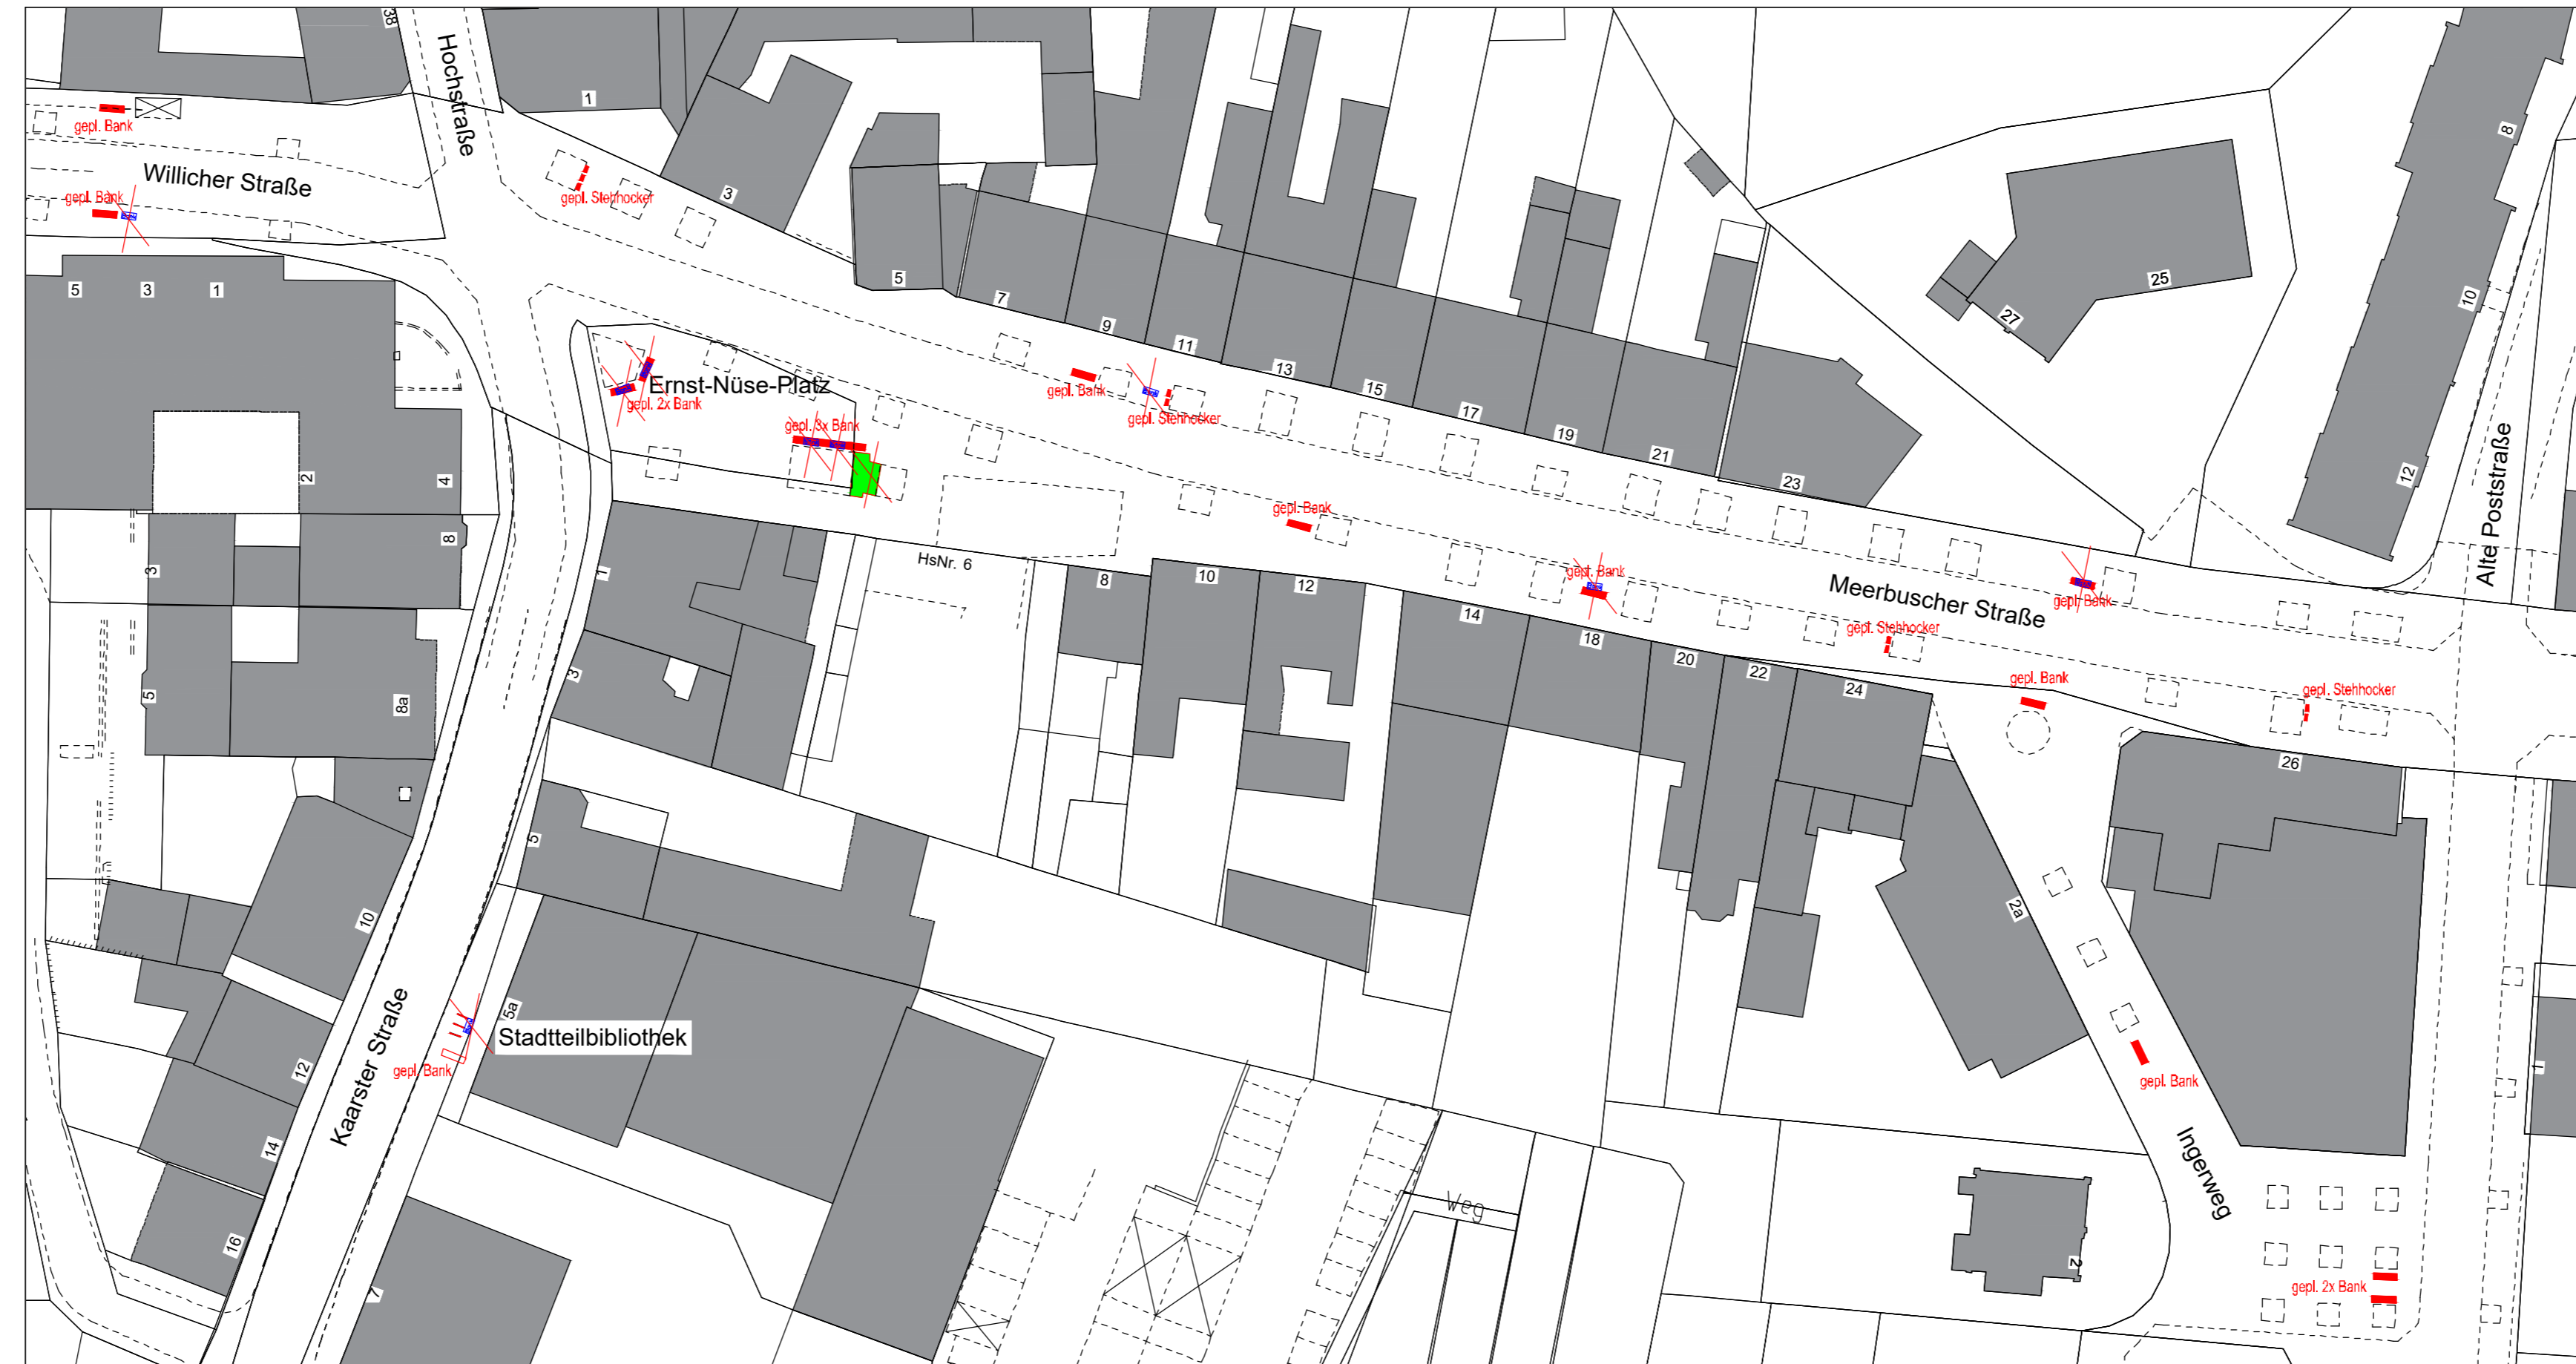 38
Hochstraße
1
gepl. Bank
Willicher Straße
gepl. Bank
gepl. Stehhocker
3
5
3
1
5
7
9
11
13
15
17
19
21
23
25
27
8
10
12
Alte Poststraße
Ernst-Nüse-Platz
gepl. 2x Bank
gepl. 3x Bank
gepl. Bank
gepl. Stehhocker
gepl. Bank
gepl. Bank
Meerbuscher Straße
gepl. Bank
gepl. Stehhocker
gepl. Bank
gepl. Stehhocker
2
4
8
3
5
8a
1
3
HsNr. 6
8
10
12
14
18
20
22
24
26
5
10
5a
Stadtteilbibliothek
gepl. Bank
Kaarster Straße
12
14
16
7
Weg
2a
gepl. Bank
Ingerweg
2
gepl. 2x Bank
1